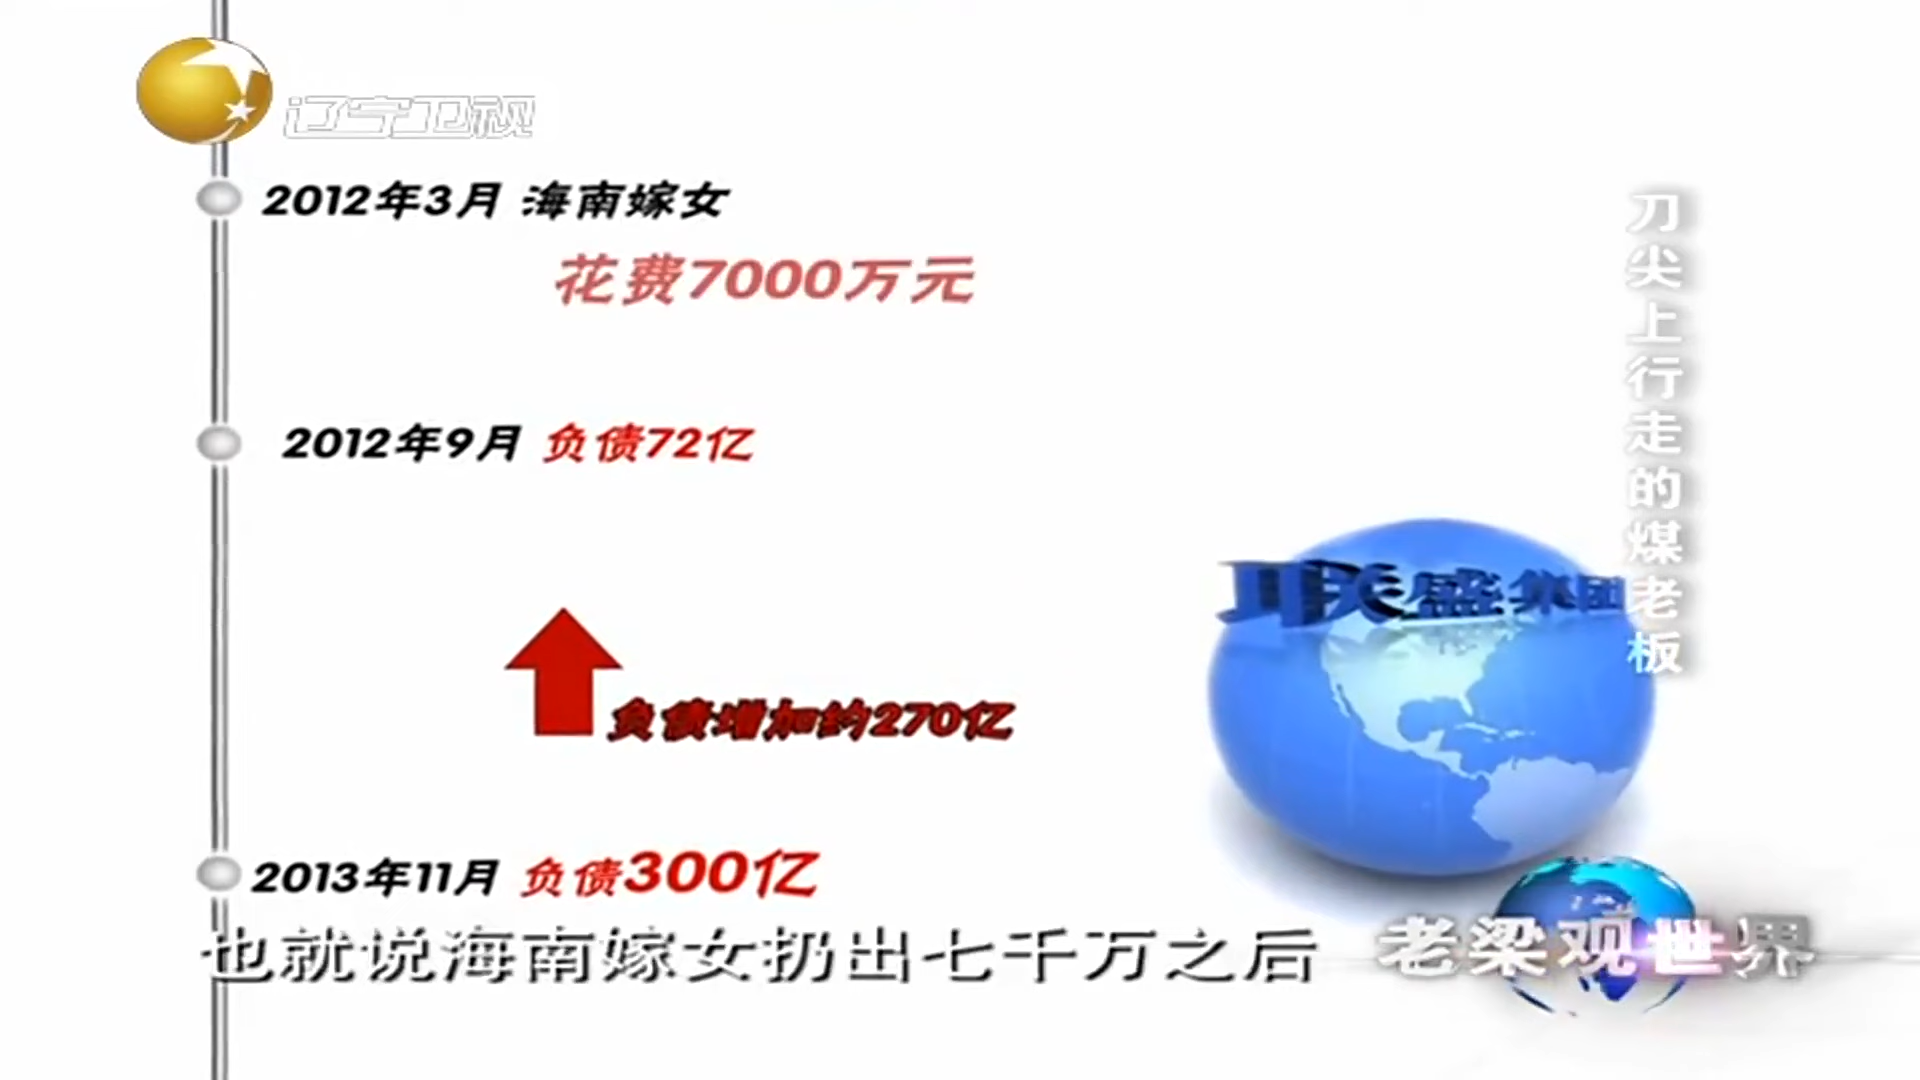 辽宁卫视
2012年3月 海南嫁女
花费7000万元
2012年9月 负债72亿
负债增加约270亿
2013年11月 负债300亿
天盛集团
刀尖上行走的煤老板
也就说海南嫁女扔出七千万之后
老梁观世界